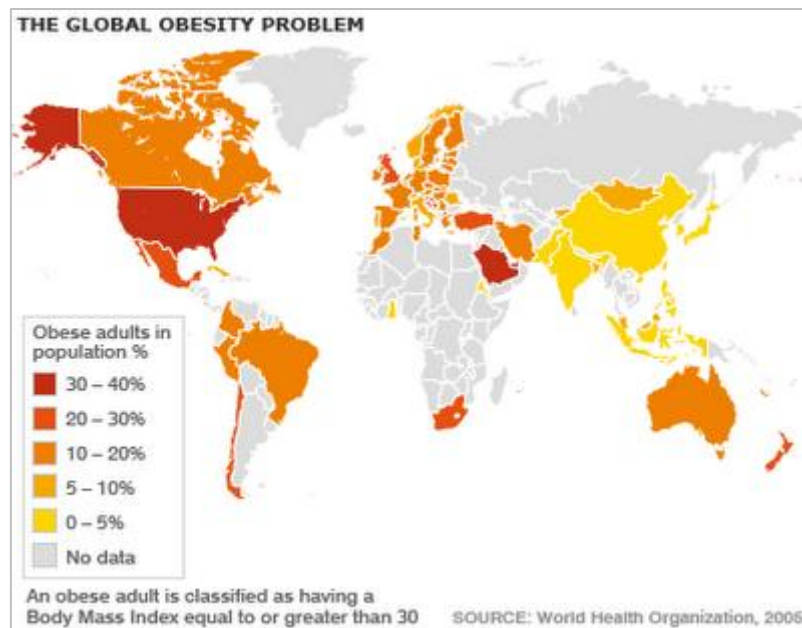 THE GLOBAL OBESITY PROBLEM
Obese adults in
population %
30 – 40%
20 – 30%
10 – 20%
5 – 10%
0 – 5%
No data
An obese adult is classified as having a
Body Mass Index equal to or greater than 30
SOURCE: World Health Organization, 2008